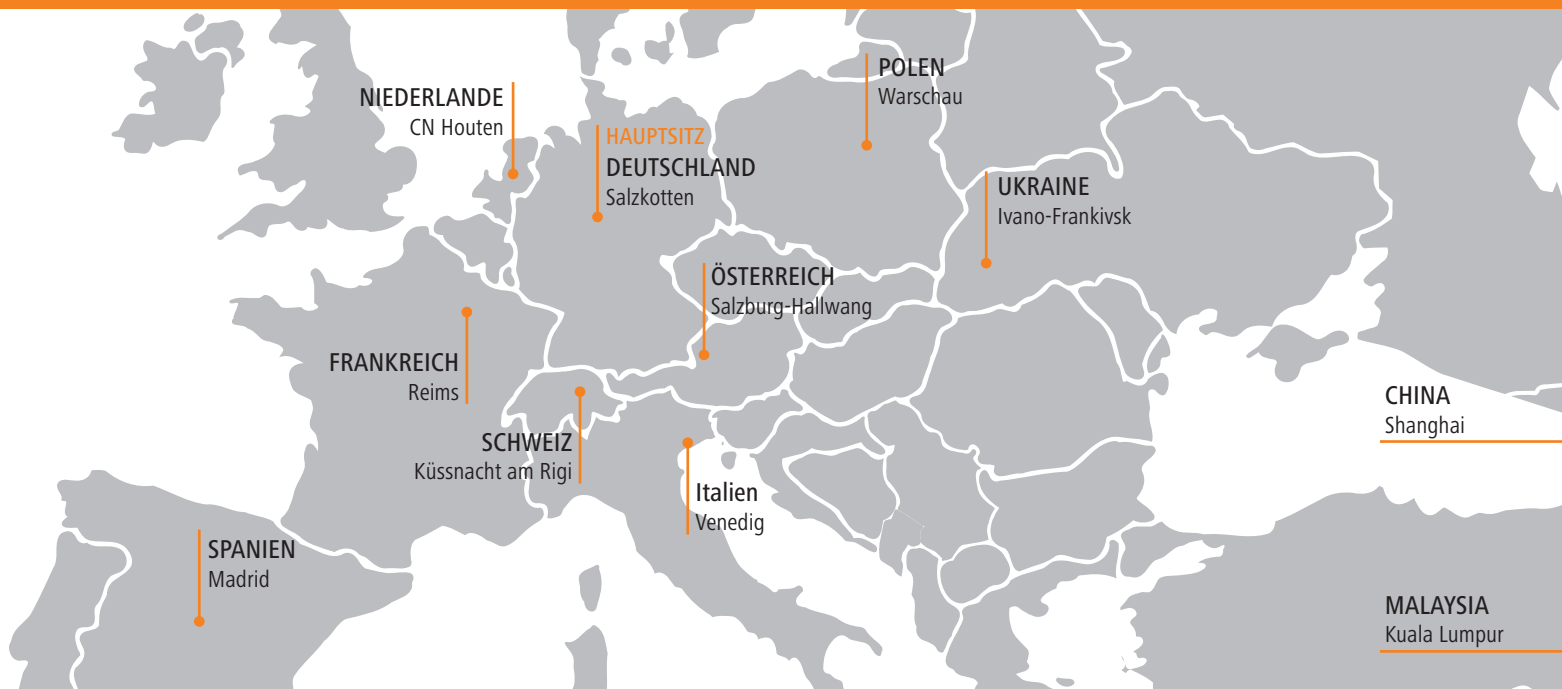 NIEDERLANDE
CN Houten
HAUPTSITZ
DEUTSCHLAND
Salzkotten
POLEN
Warschau
UKRAINE
Ivano-Frankivsk
ÖSTERREICH
Salzburg-Hallwang
FRANKREICH
Reims
SCHWEIZ
Küssnacht am Rigi
Italien
Venedig
SPANIEN
Madrid
CHINA
Shanghai
MALAYSIA
Kuala Lumpur